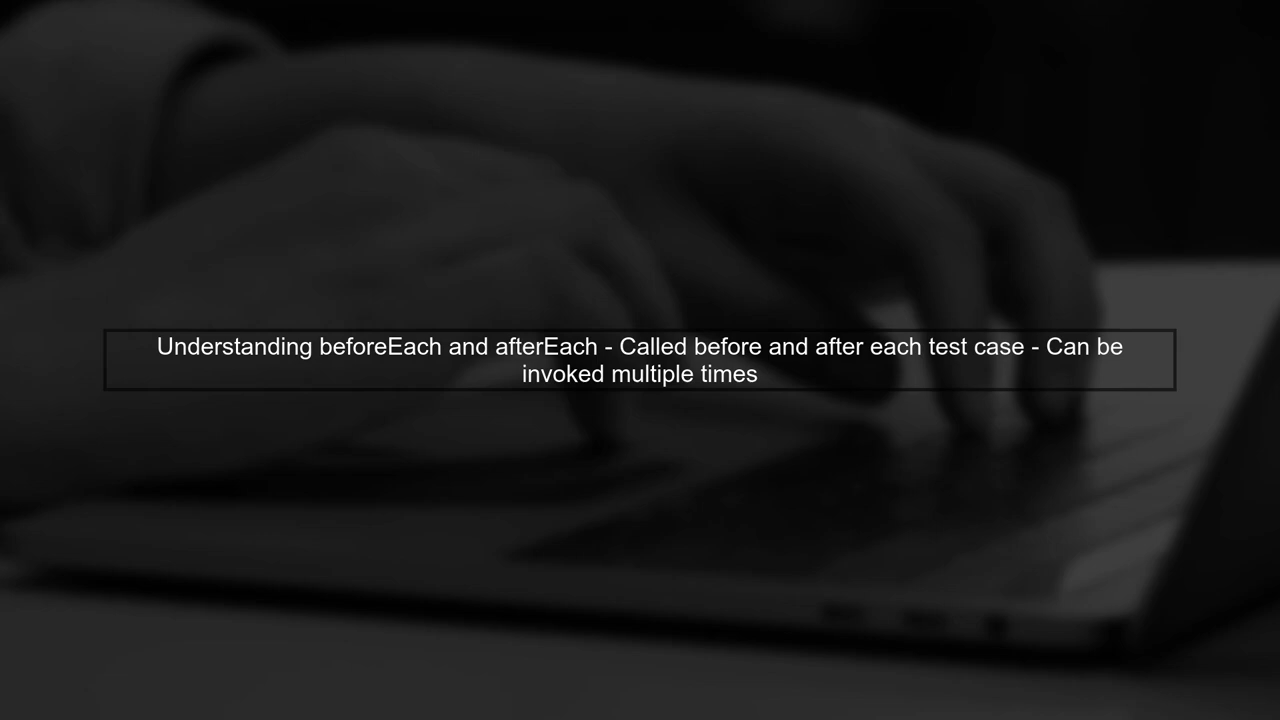 Understanding beforeEach and afterEach - Called before and after each test case - Can be
invoked multiple times